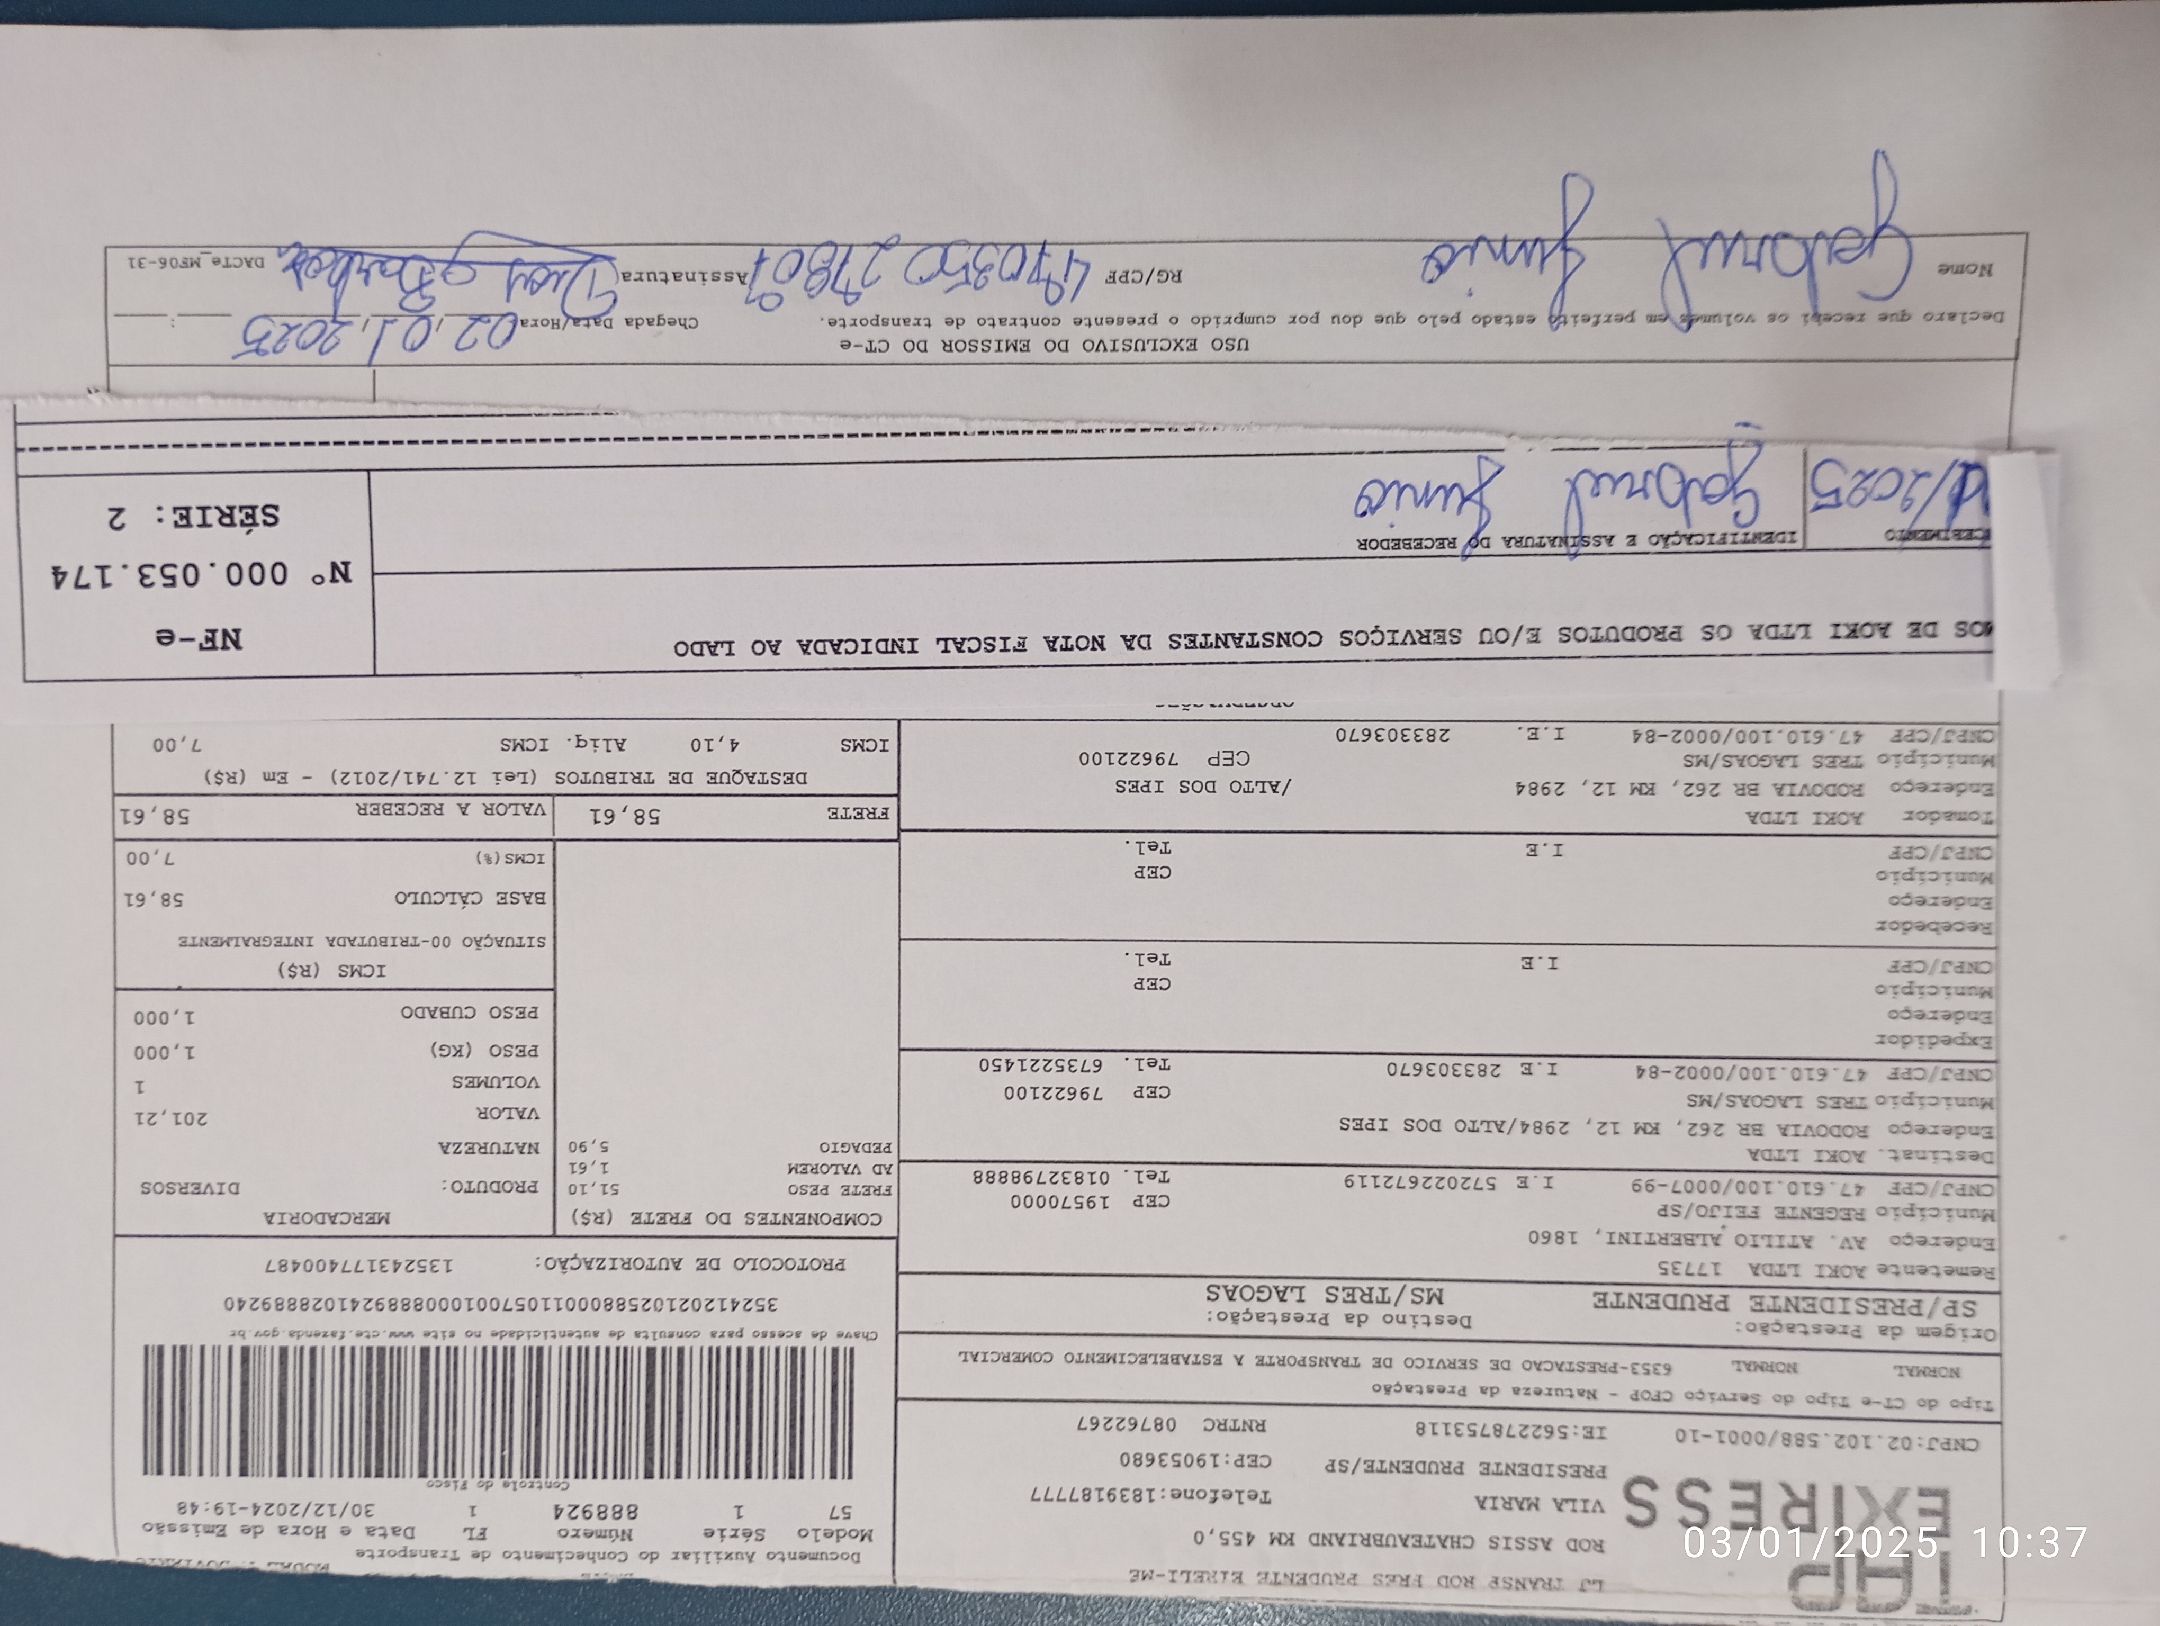 TAP
EXPRESS
LJ TRANSP ROD PRES PRUDENTE EIRELI-ME
ROD ASSIS CHATEAUBRIAND KM 455,0
VILA MARIA Telefone:1839187777
PRESIDENTE PRUDENTE/SP CEP:19053680
CNPJ:02.102.588/0001-10 IE:562278753118 RNTRC 08762267
Documento Auxiliar do Conhecimento de Transporte
Modelo Série Número FL Data e Hora de Emissão
57 1 888924 1 30/12/2024-19:48
Controle do Fisco
Chave de acesso para consulta de autenticidade no site www.cte.fazenda.gov.br
35241202102588000110570010008889241028889240
PROTOCOLO DE AUTORIZAÇÃO: 135243177400487
Tipo do CT-e Tipo do Serviço CFOP - Natureza da Prestação
NORMAL NORMAL 6353-PRESTACAO DE SERVICO DE TRANSPORTE A ESTABELECIMENTO COMERCIAL
Origem da Prestação: Destino da Prestação:
SP/PRESIDENTE PRUDENTE MS/TRES LAGOAS
Remetente AOKI LTDA 17735
Endereço AV. ATILIO ALBERTINI, 1860
Município REGENTE FEIJO/SP CEP 19570000
CNPJ/CPF 47.610.100/0007-99 I.E 572022672119 Tel. 01832798888
Destinat. AOKI LTDA
Endereço RODOVIA BR 262, KM 12, 2984/ALTO DOS IPES
Município TRES LAGOAS/MS CEP 79622100
CNPJ/CPF 47.610.100/0002-84 I.E 283303670 Tel. 6735221450
Expedidor
Endereço
Município CEP
CNPJ/CPF I.E Tel.
Recebedor
Endereço
Município CEP
CNPJ/CPF I.E Tel.
Tomador AOKI LTDA
Endereço RODOVIA BR 262, KM 12, 2984 /ALTO DOS IPES
Município TRES LAGOAS/MS CEP 79622100
CNPJ/CPF 47.610.100/0002-84 I.E. 283303670
COMPONENTES DO FRETE (R$)
FRETE PESO 51,10
AD VALOREM 1,61
PEDAGIO 5,90
MERCADORIA
PRODUTO: DIVERSOS
NATUREZA
VALOR 201,21
VOLUMES 1
PESO (KG) 1,000
PESO CUBADO 1,000
ICMS (R$)
SITUAÇÃO 00-TRIBUTADA INTEGRALMENTE
BASE CÁLCULO 58,61
ICMS(%) 7,00
FRETE 58,61 VALOR A RECEBER 58,61
DESTAQUE DE TRIBUTOS (Lei 12.741/2012) - Em (R$)
ICMS 4,10 Aliq. ICMS 7,00
OS DE AOKI LTDA OS PRODUTOS E/OU SERVIÇOS CONSTANTES DA NOTA FISCAL INDICADA AO LADO
NF-e
Nº 000.053.174
SÉRIE: 2
CEBIMENTO IDENTIFICAÇÃO E ASSINATURA DO RECEBEDOR
/2025 Gabriel Junio
USO EXCLUSIVO DO EMISSOR DO CT-e
Declaro que recebi os volumes em perfeito estado pelo que dou por cumprido o presente contrato de transporte. Chegada Data/Hora 02/01/2025 :
Nome Gabriel Junio RG/CPF Assinatura DACTe_MF06-31
03/01/2025 10:37